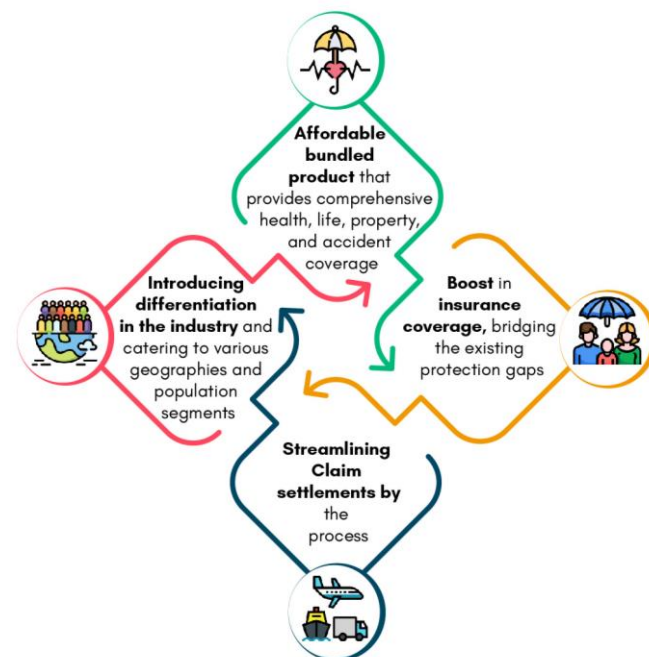 Affordable
bundled
product that
provides comprehensive
health, life, property,
and accident
coverage
Introducing
differentiation
in the industry and
catering to various
geographies and
population
segments
Boost in
insurance
coverage, bridging
the existing
protection gaps
Streamlining
Claim
settlements by
the
process